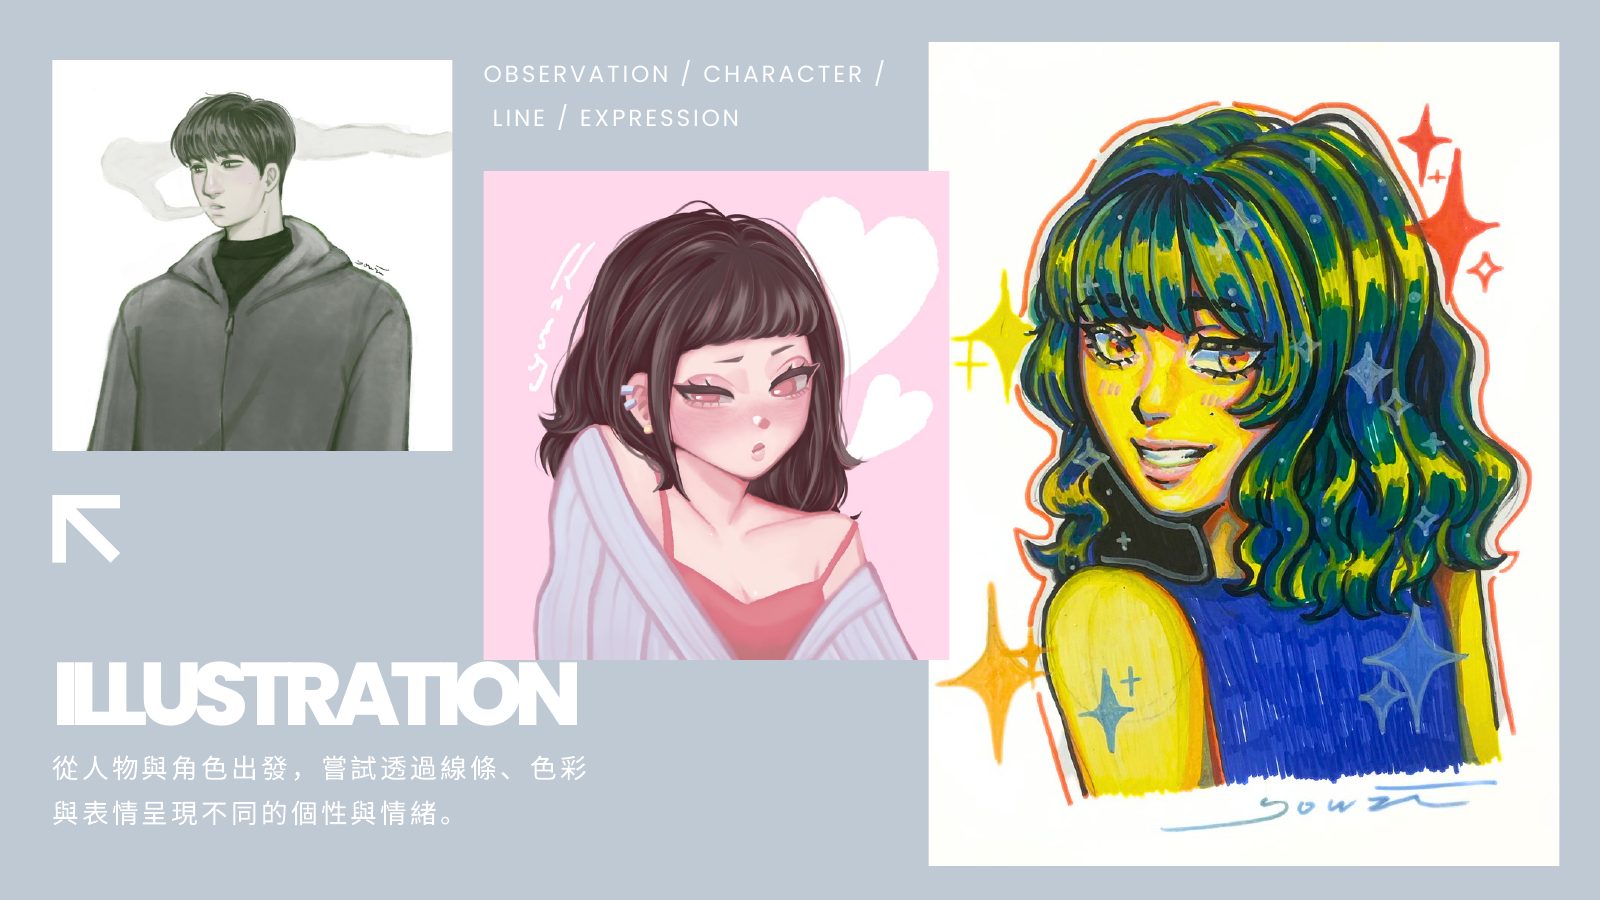 OBSERVATION / CHARACTER /
LINE / EXPRESSION
ILLUSTRATION
從人物與角色出發，嘗試透過線條、色彩
與表情呈現不同的個性與情緒。